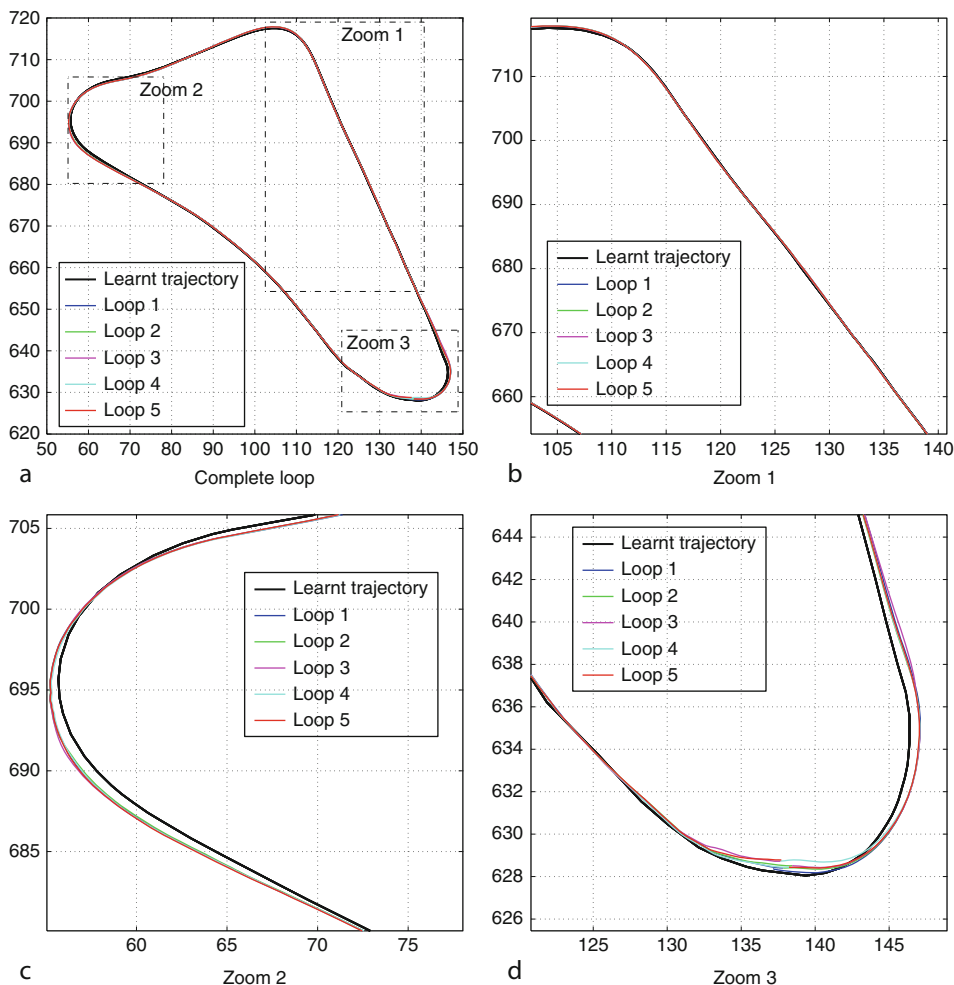 720
710
700
690
680
670
660
650
640
630
620
50 60 70 80 90 100 110 120 130 140 150
Zoom 1
Zoom 2
Zoom 3
Learnt trajectory
Loop 1
Loop 2
Loop 3
Loop 4
Loop 5
a
Complete loop
710
700
690
680
670
660
105 110 115 120 125 130 135 140
Learnt trajectory
Loop 1
Loop 2
Loop 3
Loop 4
Loop 5
b
Zoom 1
705
700
695
690
685
60 65 70 75
Learnt trajectory
Loop 1
Loop 2
Loop 3
Loop 4
Loop 5
c
Zoom 2
644
642
640
638
636
634
632
630
628
626
125 130 135 140 145
Learnt trajectory
Loop 1
Loop 2
Loop 3
Loop 4
Loop 5
d
Zoom 3